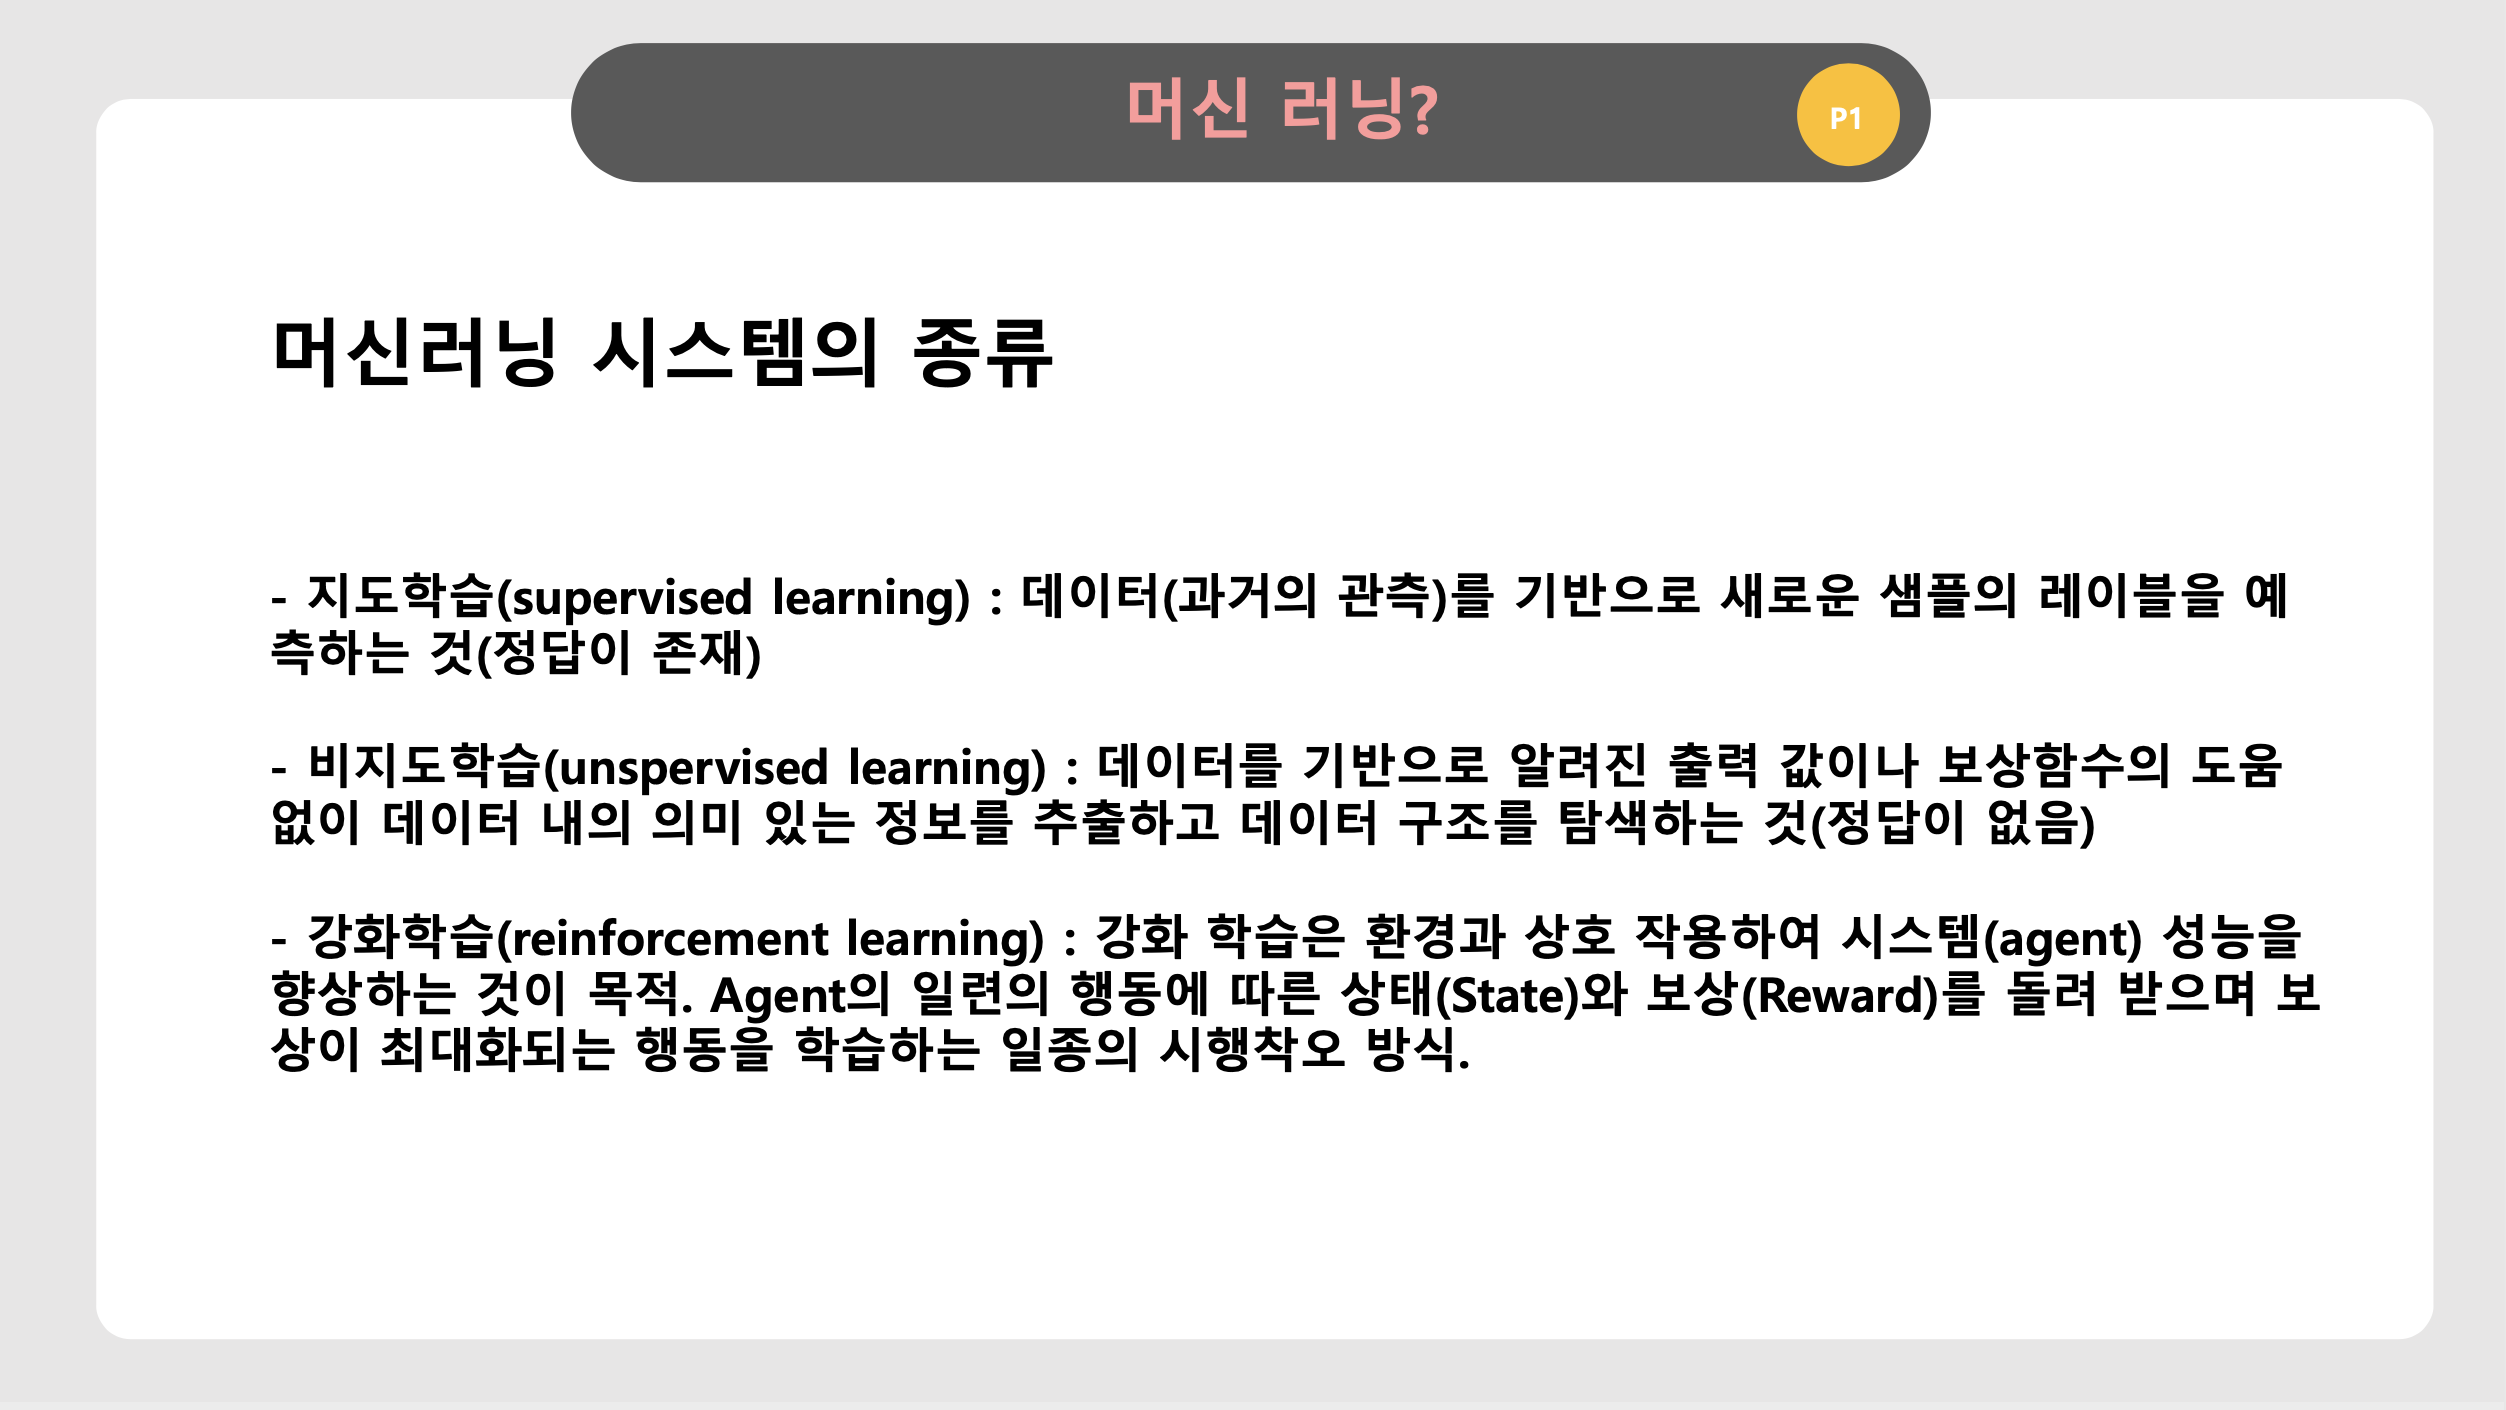 머신 러닝?
P1
머신러닝 시스템의 종류
- 지도학습(supervised learning) : 데이터(과거의 관측)를 기반으로 새로운 샘플의 레이블을 예
측하는 것(정답이 존재)
- 비지도학습(unspervised learning) : 데이터를 기반으로 알려진 출력 값이나 보상함수의 도움
없이 데이터 내의 의미 있는 정보를 추출하고 데이터 구조를 탐색하는 것(정답이 없음)
- 강화학습(reinforcement learning) : 강화 학습은 환경과 상호 작용 하여 시스템(agent) 성능을
향상하는 것이 목적. Agent의 일련의 행동에 따른 상태(State)와 보상(Reward)를 돌려 받으며 보
상이 최대화되는 행동을 학습하는 일종의 시행착오 방식.